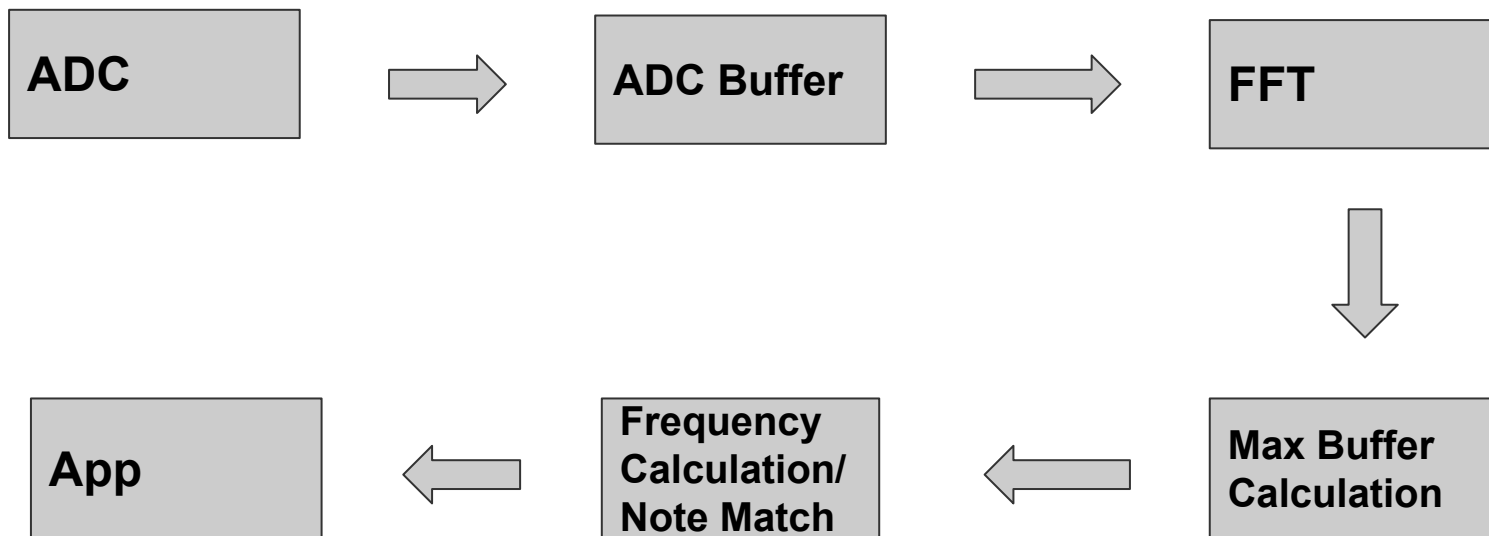 ADC
ADC Buffer
FFT
App
Frequency
Calculation/
Note Match
Max Buffer
Calculation